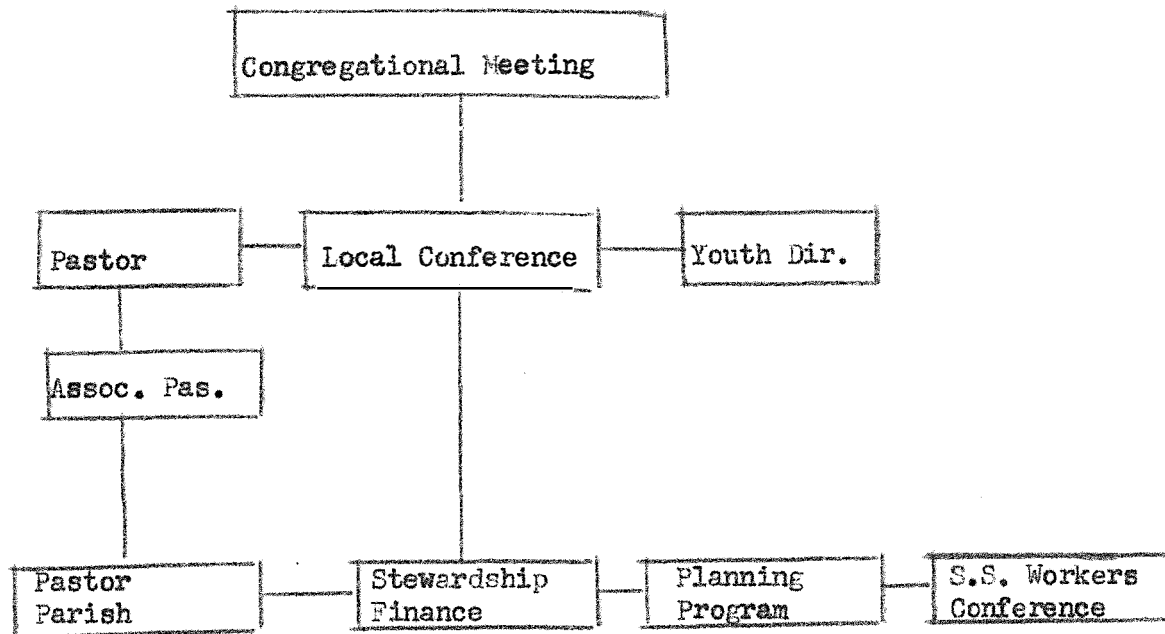 Congregational Meeting
Pastor
Local Conference
Youth Dir.
Assoc. Pas.
Pastor
Parish
Stewardship
Finance
Planning
Program
S.S. Workers
Conference